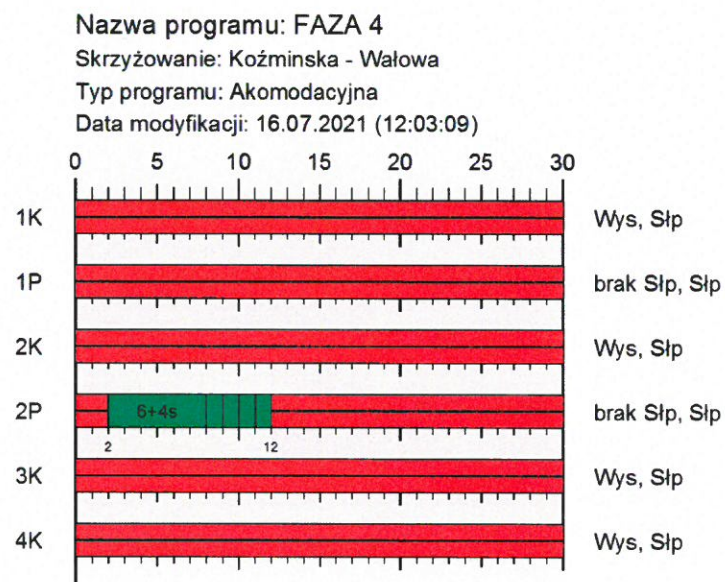 Nazwa programu: FAZA 4
Skrzyżowanie: Koźminska - Wałowa
Typ programu: Akomodacyjna
Data modyfikacji: 16.07.2021 (12:03:09)
0 5 10 15 20 25 30
1K Wys, Słp
1P brak Słp, Słp
2K Wys, Słp
2P 6+4s brak Słp, Słp
2 12
3K Wys, Słp
4K Wys, Słp